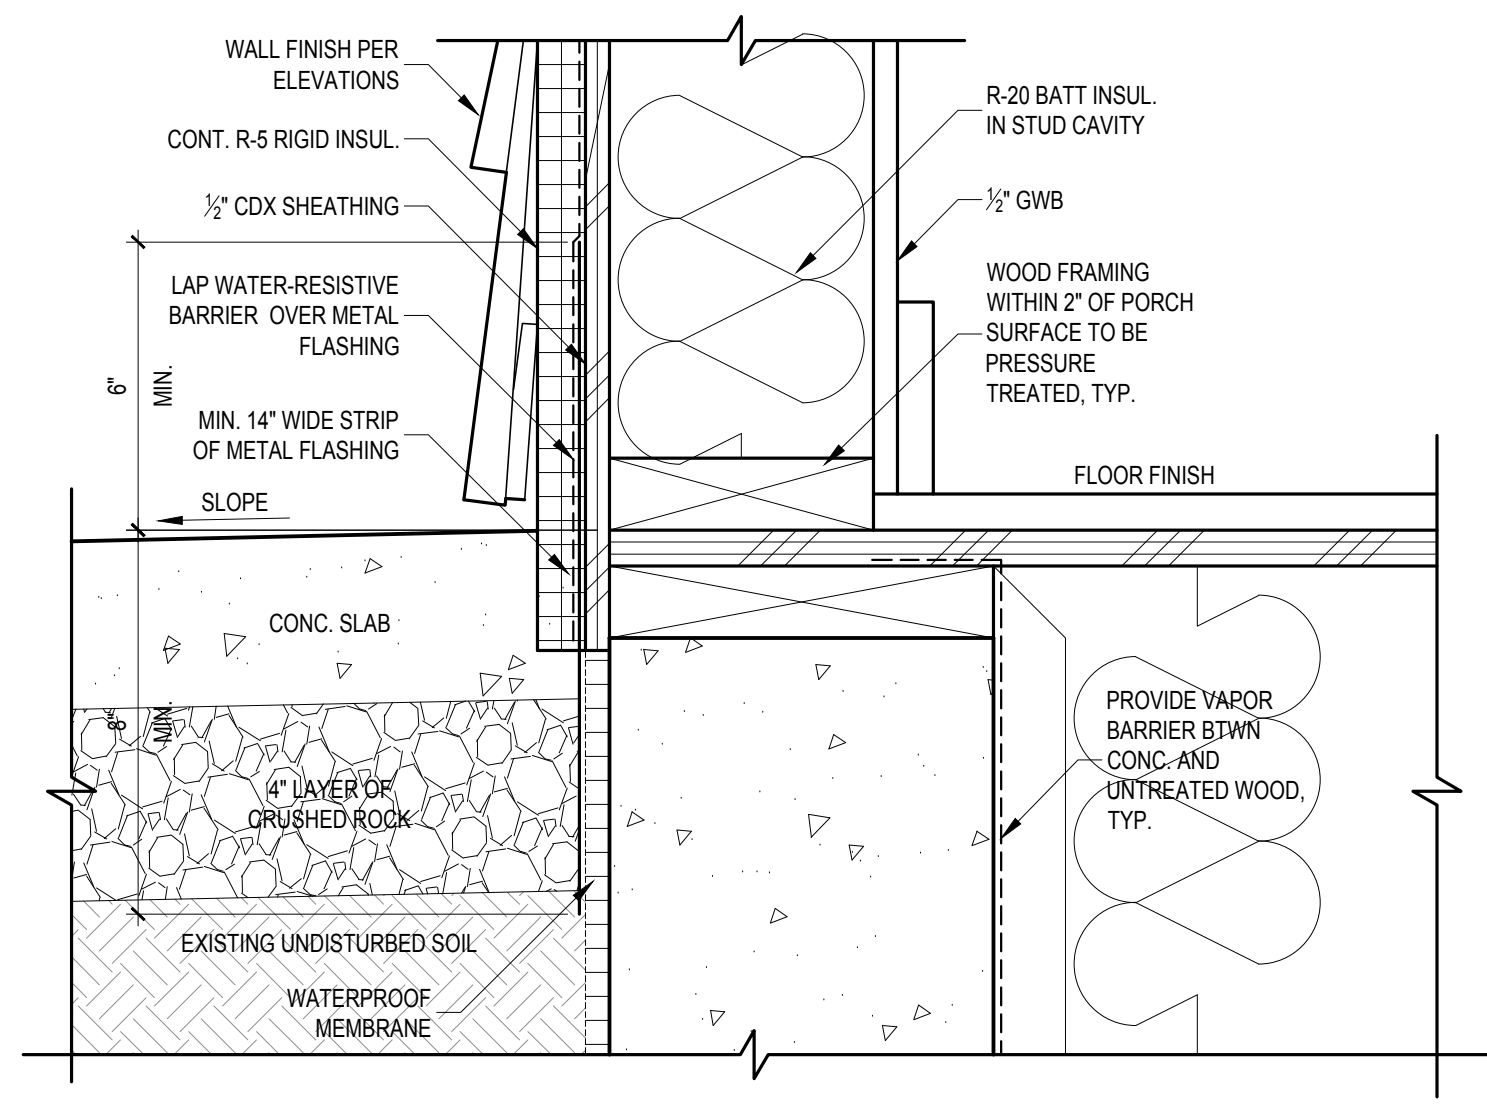 WALL FINISH PER
ELEVATIONS
CONT. R-5 RIGID INSUL.
½" CDX SHEATHING
LAP WATER-RESISTIVE
BARRIER OVER METAL
FLASHING
6"
MIN.
MIN. 14" WIDE STRIP
OF METAL FLASHING
SLOPE
CONC. SLAB
8"
MIN.
4" LAYER OF
CRUSHED ROCK
EXISTING UNDISTURBED SOIL
WATERPROOF
MEMBRANE
R-20 BATT INSUL.
IN STUD CAVITY
½" GWB
WOOD FRAMING
WITHIN 2" OF PORCH
SURFACE TO BE
PRESSURE
TREATED, TYP.
FLOOR FINISH
PROVIDE VAPOR
BARRIER BTWN
CONC. AND
UNTREATED WOOD,
TYP.